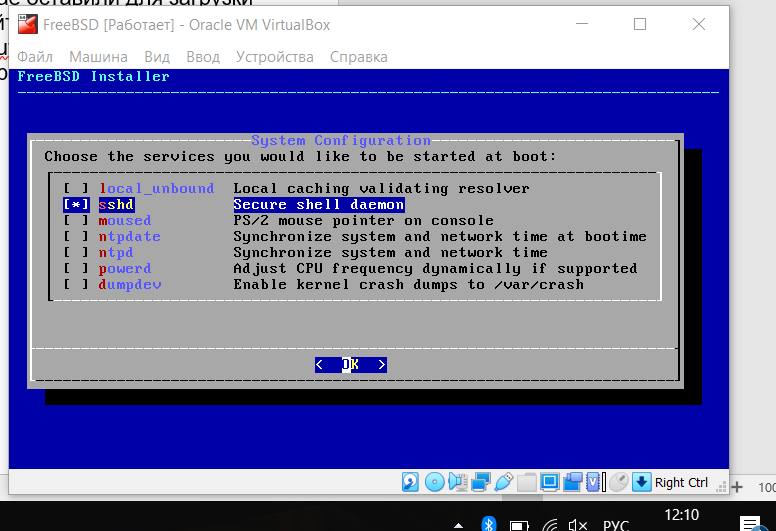 ас оставили для загрузки
FreeBSD [Работает] - Oracle VM VirtualBox
Файл Машина Вид Ввод Устройства Справка
FreeBSD Installer
System Configuration
Choose the services you would like to be started at boot:
[ ] local_unbound Local caching validating resolver
[*] sshd Secure shell daemon
[ ] moused PS/2 mouse pointer on console
[ ] ntpdate Synchronize system and network time at bootime
[ ] ntpd Synchronize system and network time
[ ] powerd Adjust CPU frequency dynamically if supported
[ ] dumpdev Enable kernel crash dumps to /var/crash
< OK >
Right Ctrl
+ 100
РУС 12:10